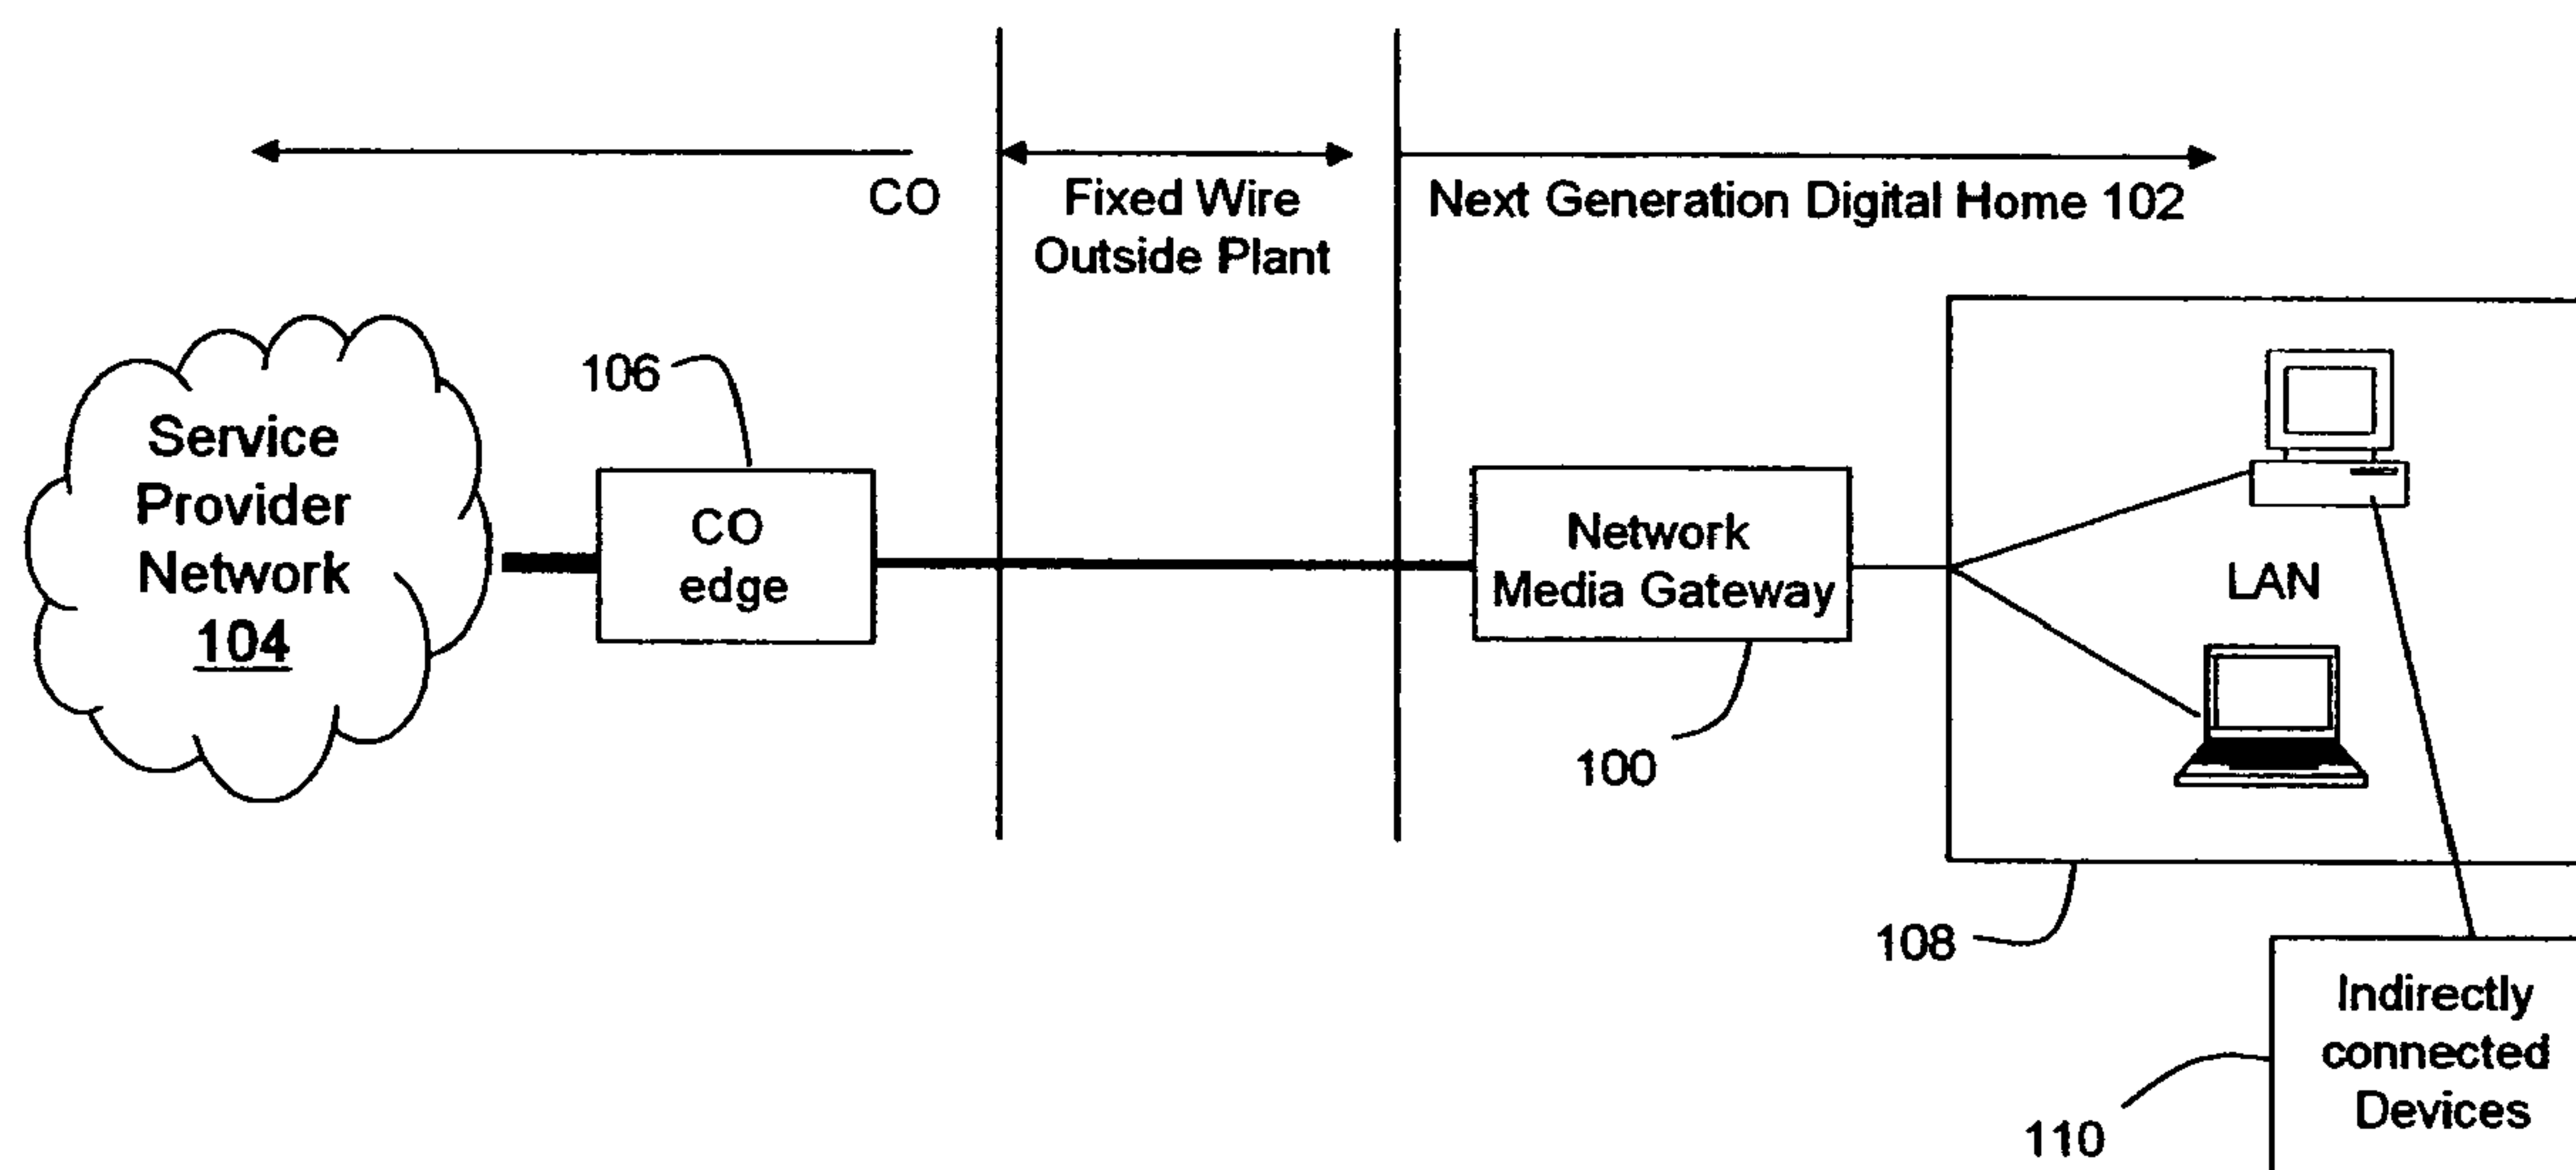 CO
Fixed Wire
Outside Plant
Next Generation Digital Home 102
Service
Provider
Network
104
106
CO
edge
Network
Media Gateway
100
LAN
108
Indirectly
connected
Devices
110